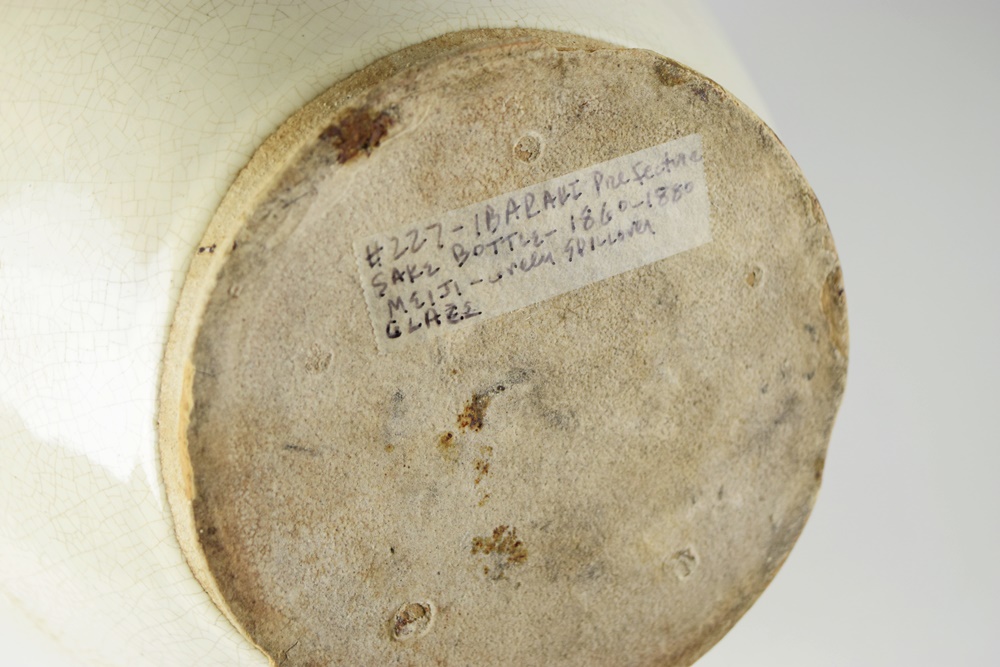 #227-IBARAKI Prefecture
SAKE BOTTLE- 1860-1880
MEIJI-Green Spillover
GLAZE